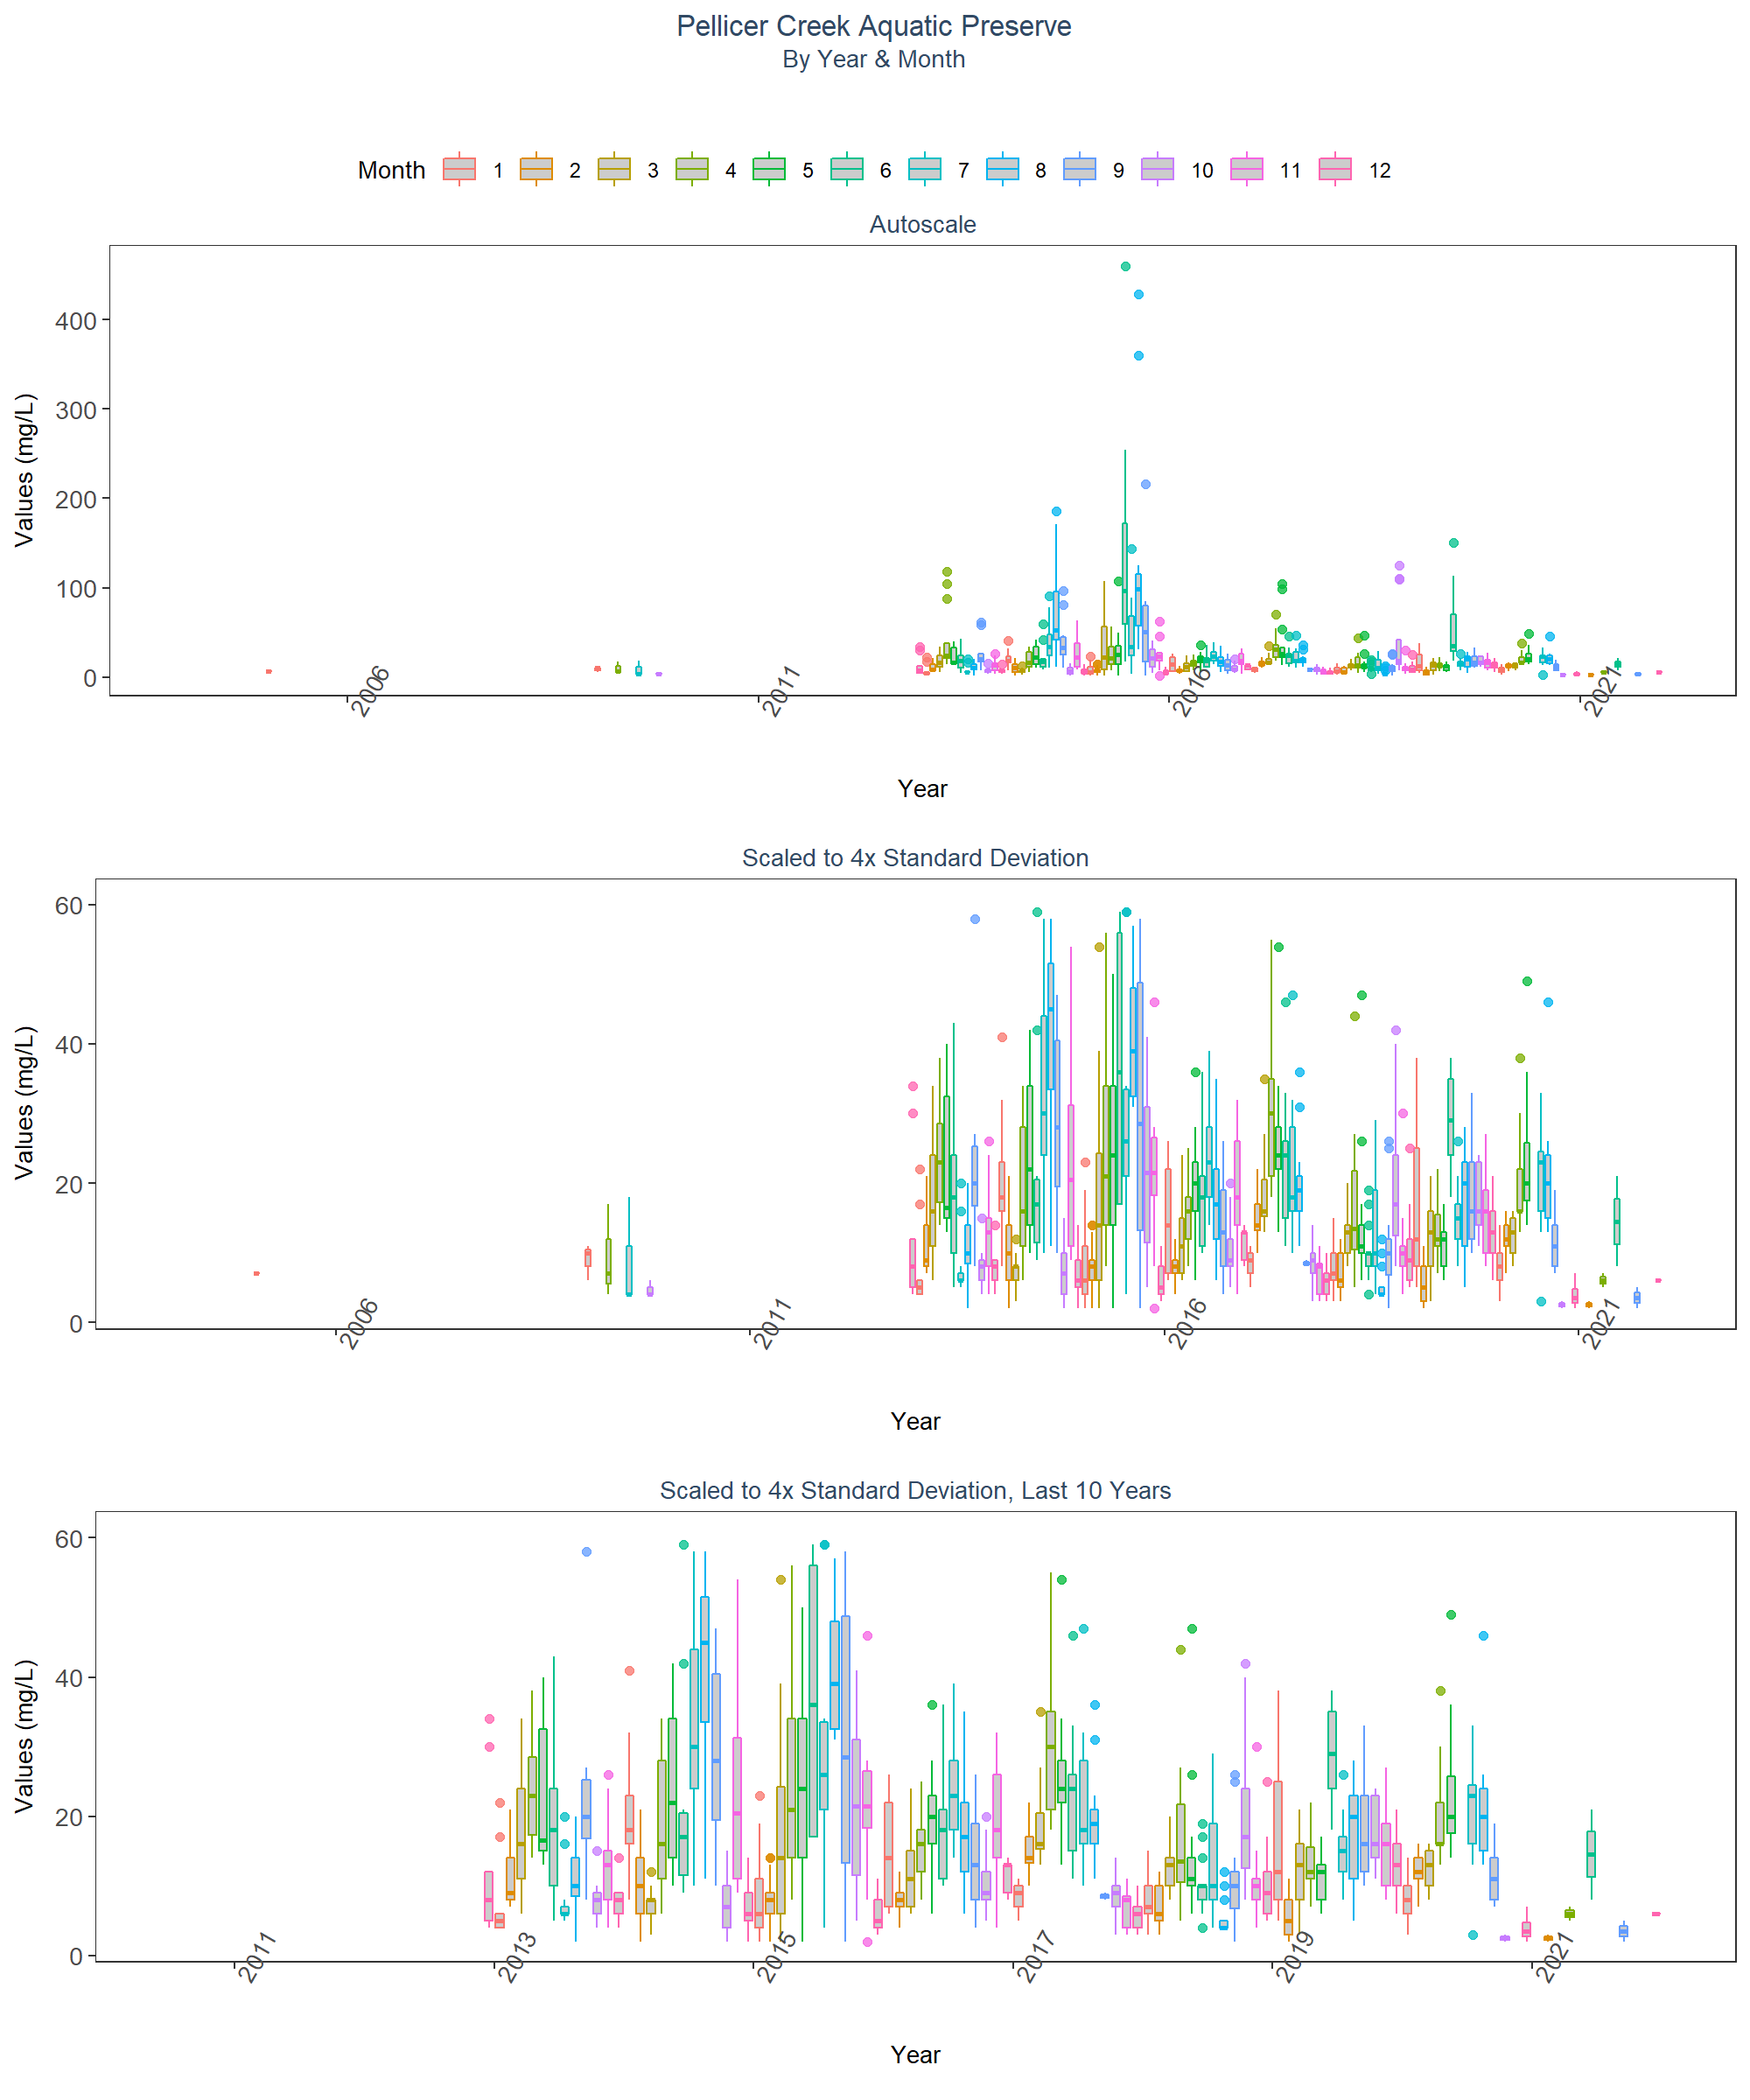 Pellicer Creek Aquatic Preserve
By Year & Month
Month 1 2 3 4 5 6 7 8 9 10 11 12
Autoscale
Values (mg/L)
400
300
200
100
0
2006 2011 2016 2021
Year
Scaled to 4x Standard Deviation
Values (mg/L)
60
40
20
0
2006 2011 2016 2021
Year
Scaled to 4x Standard Deviation, Last 10 Years
Values (mg/L)
60
40
20
0
2011 2013 2015 2017 2019 2021
Year